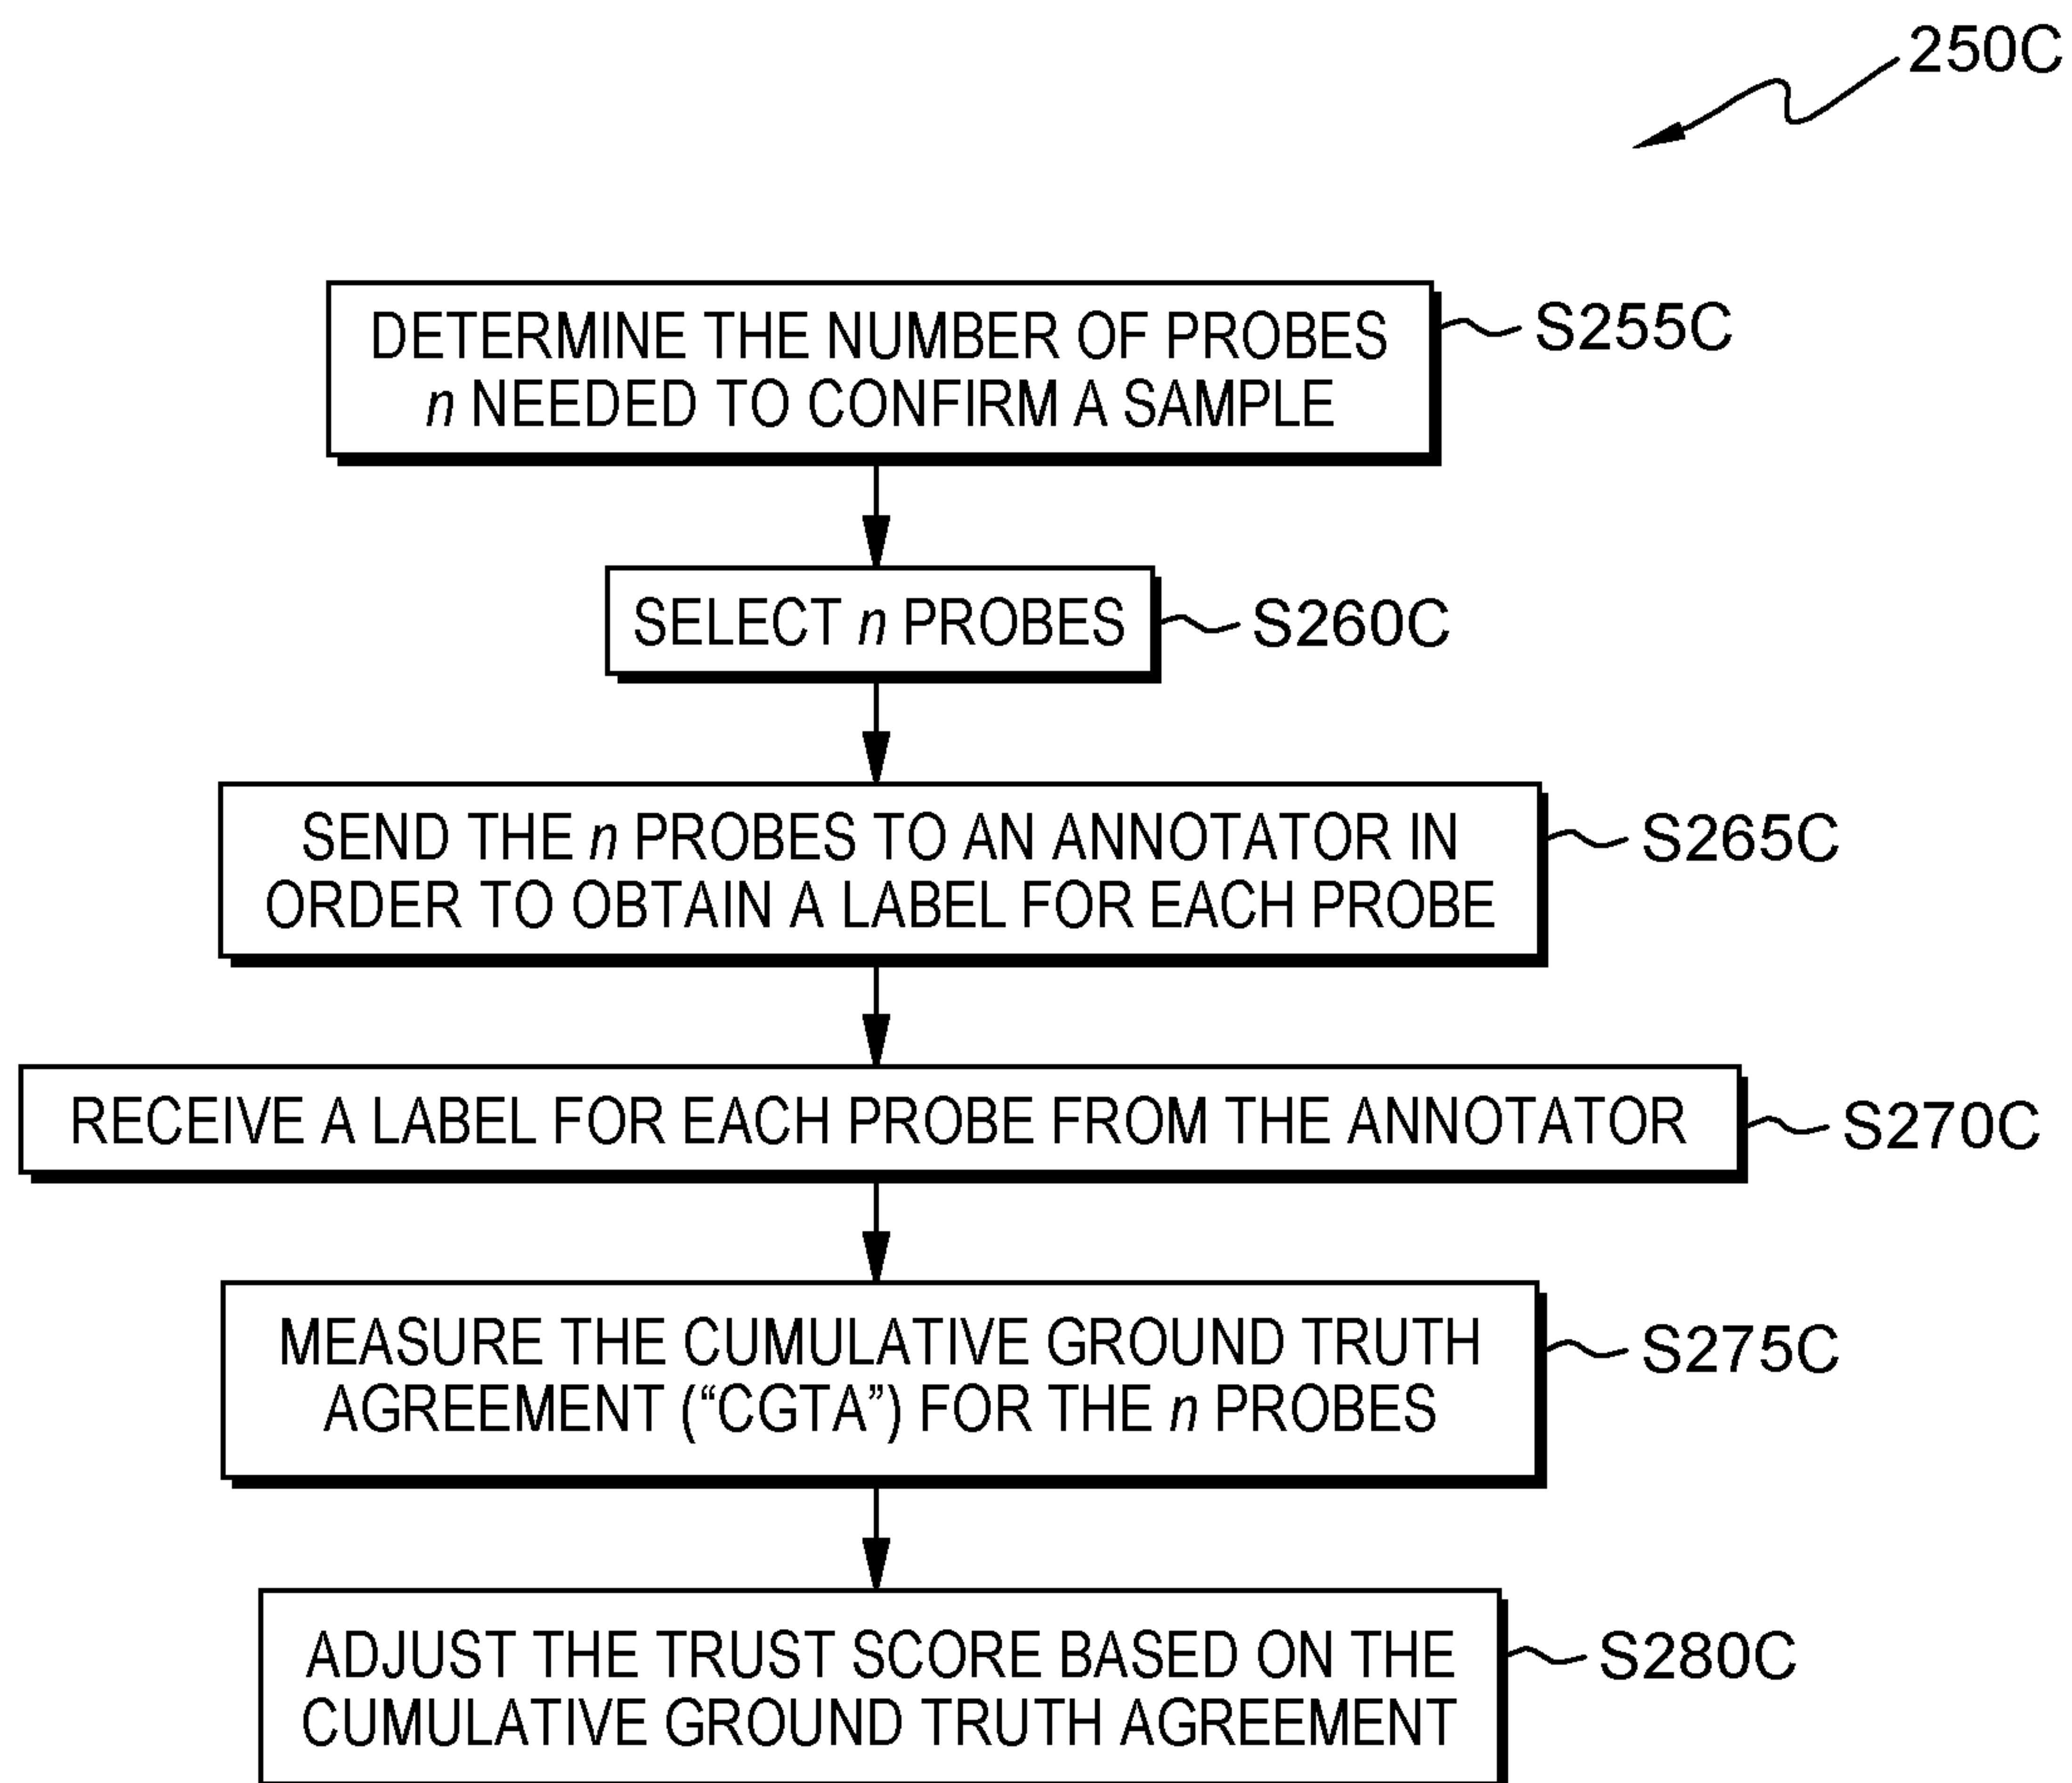 250C
DETERMINE THE NUMBER OF PROBES
n NEEDED TO CONFIRM A SAMPLE
S255C
SELECT n PROBES
S260C
SEND THE n PROBES TO AN ANNOTATOR IN
ORDER TO OBTAIN A LABEL FOR EACH PROBE
S265C
RECEIVE A LABEL FOR EACH PROBE FROM THE ANNOTATOR
S270C
MEASURE THE CUMULATIVE GROUND TRUTH
AGREEMENT (“CGTA”) FOR THE n PROBES
S275C
ADJUST THE TRUST SCORE BASED ON THE
CUMULATIVE GROUND TRUTH AGREEMENT
S280C